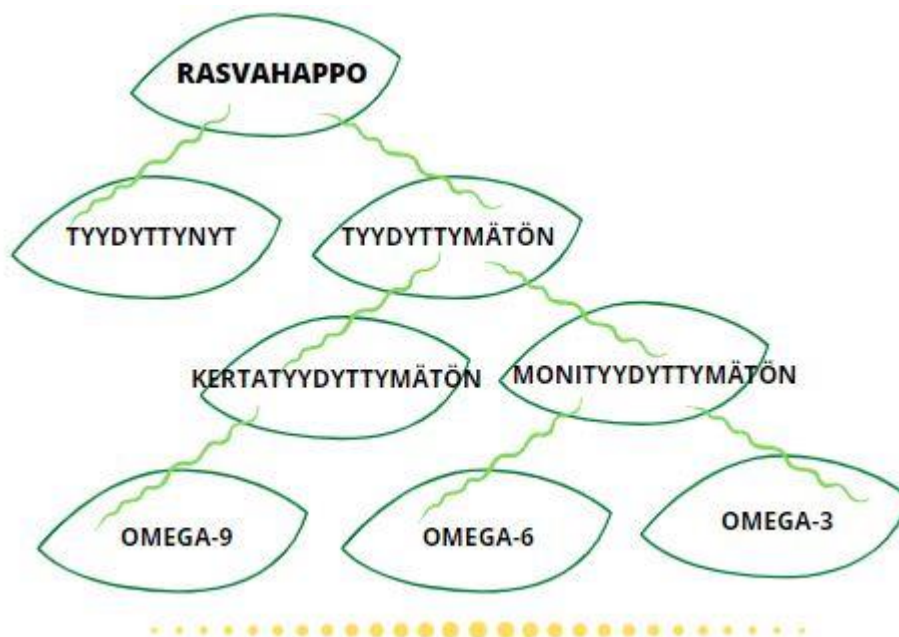 RASVAHAPPO
TYYDYTTYNYT
TYYDYTTYMÄTÖN
KERTATYYDYTTYMÄTÖN
MONITYYDYTTYMÄTÖN
OMEGA-9
OMEGA-6
OMEGA-3